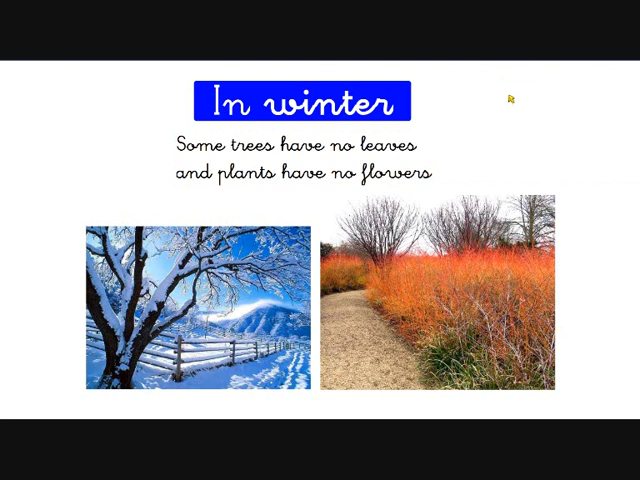 In winter
Some trees have no leaves
and plants have no flowers